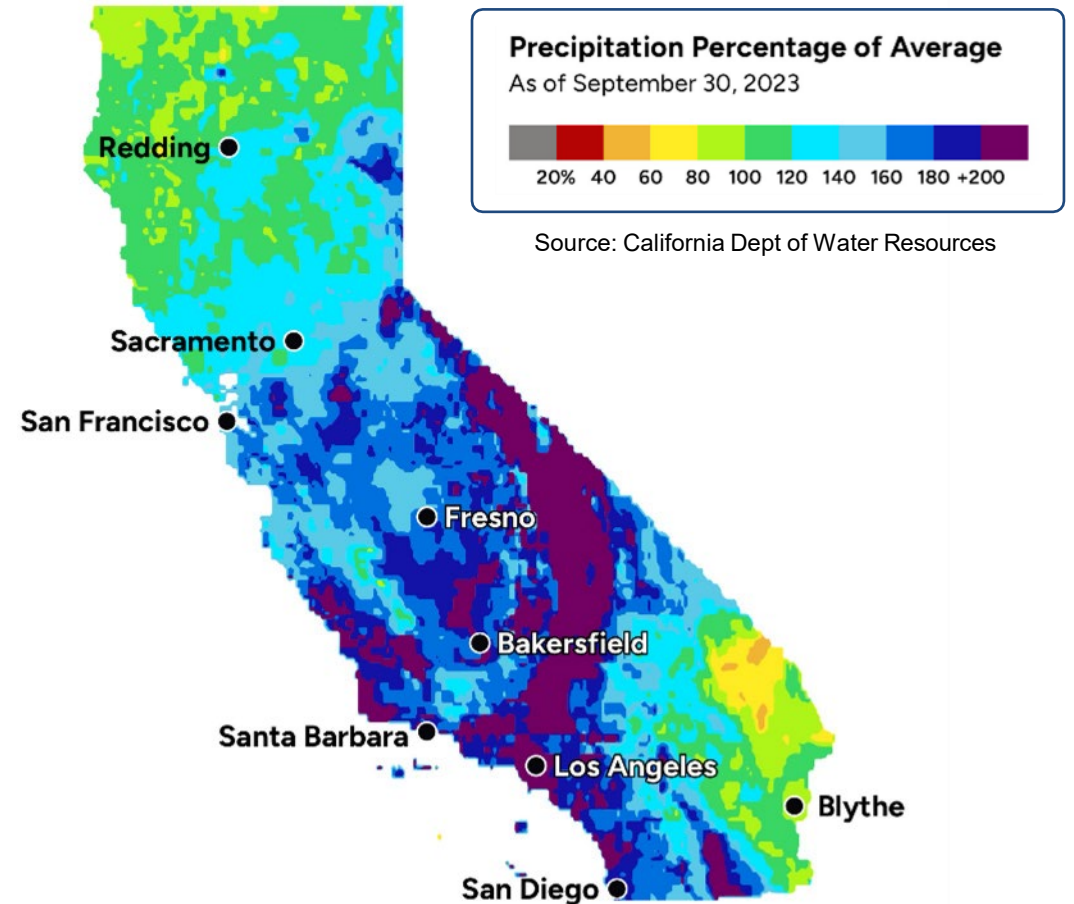 Precipitation Percentage of Average
As of September 30, 2023
20% 40 60 80 100 120 140 160 180 +200
Source: California Dept of Water Resources
Redding
Sacramento
San Francisco
Fresno
Bakersfield
Santa Barbara
Los Angeles
Blythe
San Diego